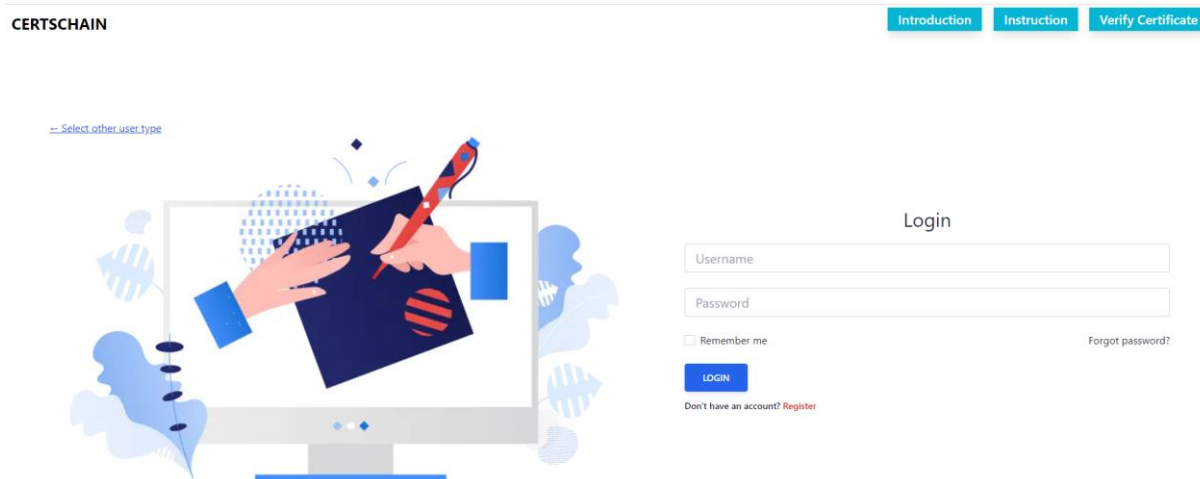 CERTSCHAIN
Introduction
Instruction
Verify Certificate
← Select other user type
Login
Username
Password
Remember me
Forgot password?
LOGIN
Don't have an account? Register